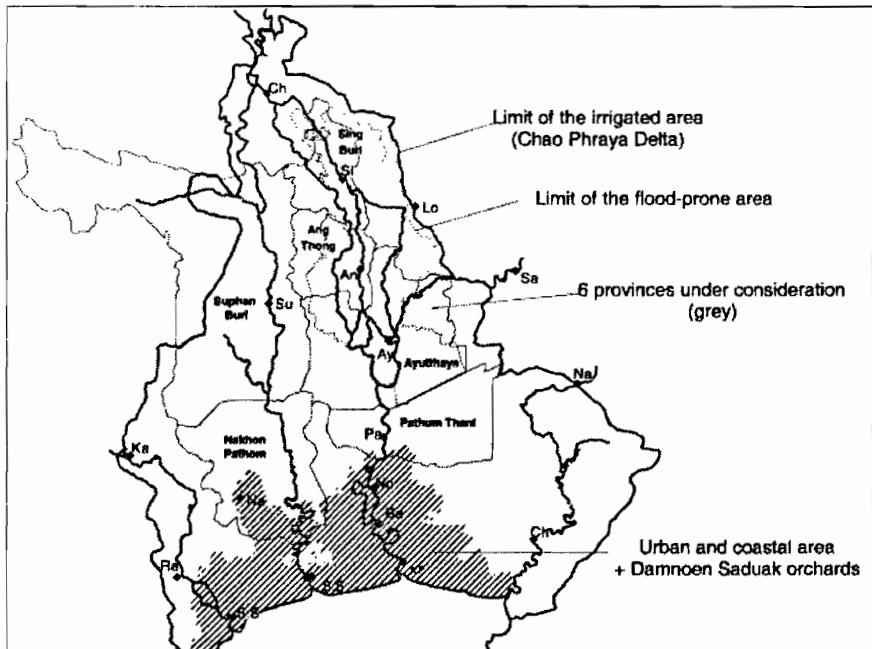 Ch
Sing
Buri
Si
Limit of the irrigated area
(Chao Phraya Delta)
Lo
Limit of the flood-prone area
Ang
Thong
An
Sa
Suphan
Buri
Su
6 provinces under consideration
(grey)
Ay
Ayutthaya
Na
Pathum Thani
Pa
Nakhon
Pathom
Ka
Na
No
Ba
Ch
Urban and coastal area
+ Damnoen Saduak orchards
Ra
S.S
S.S